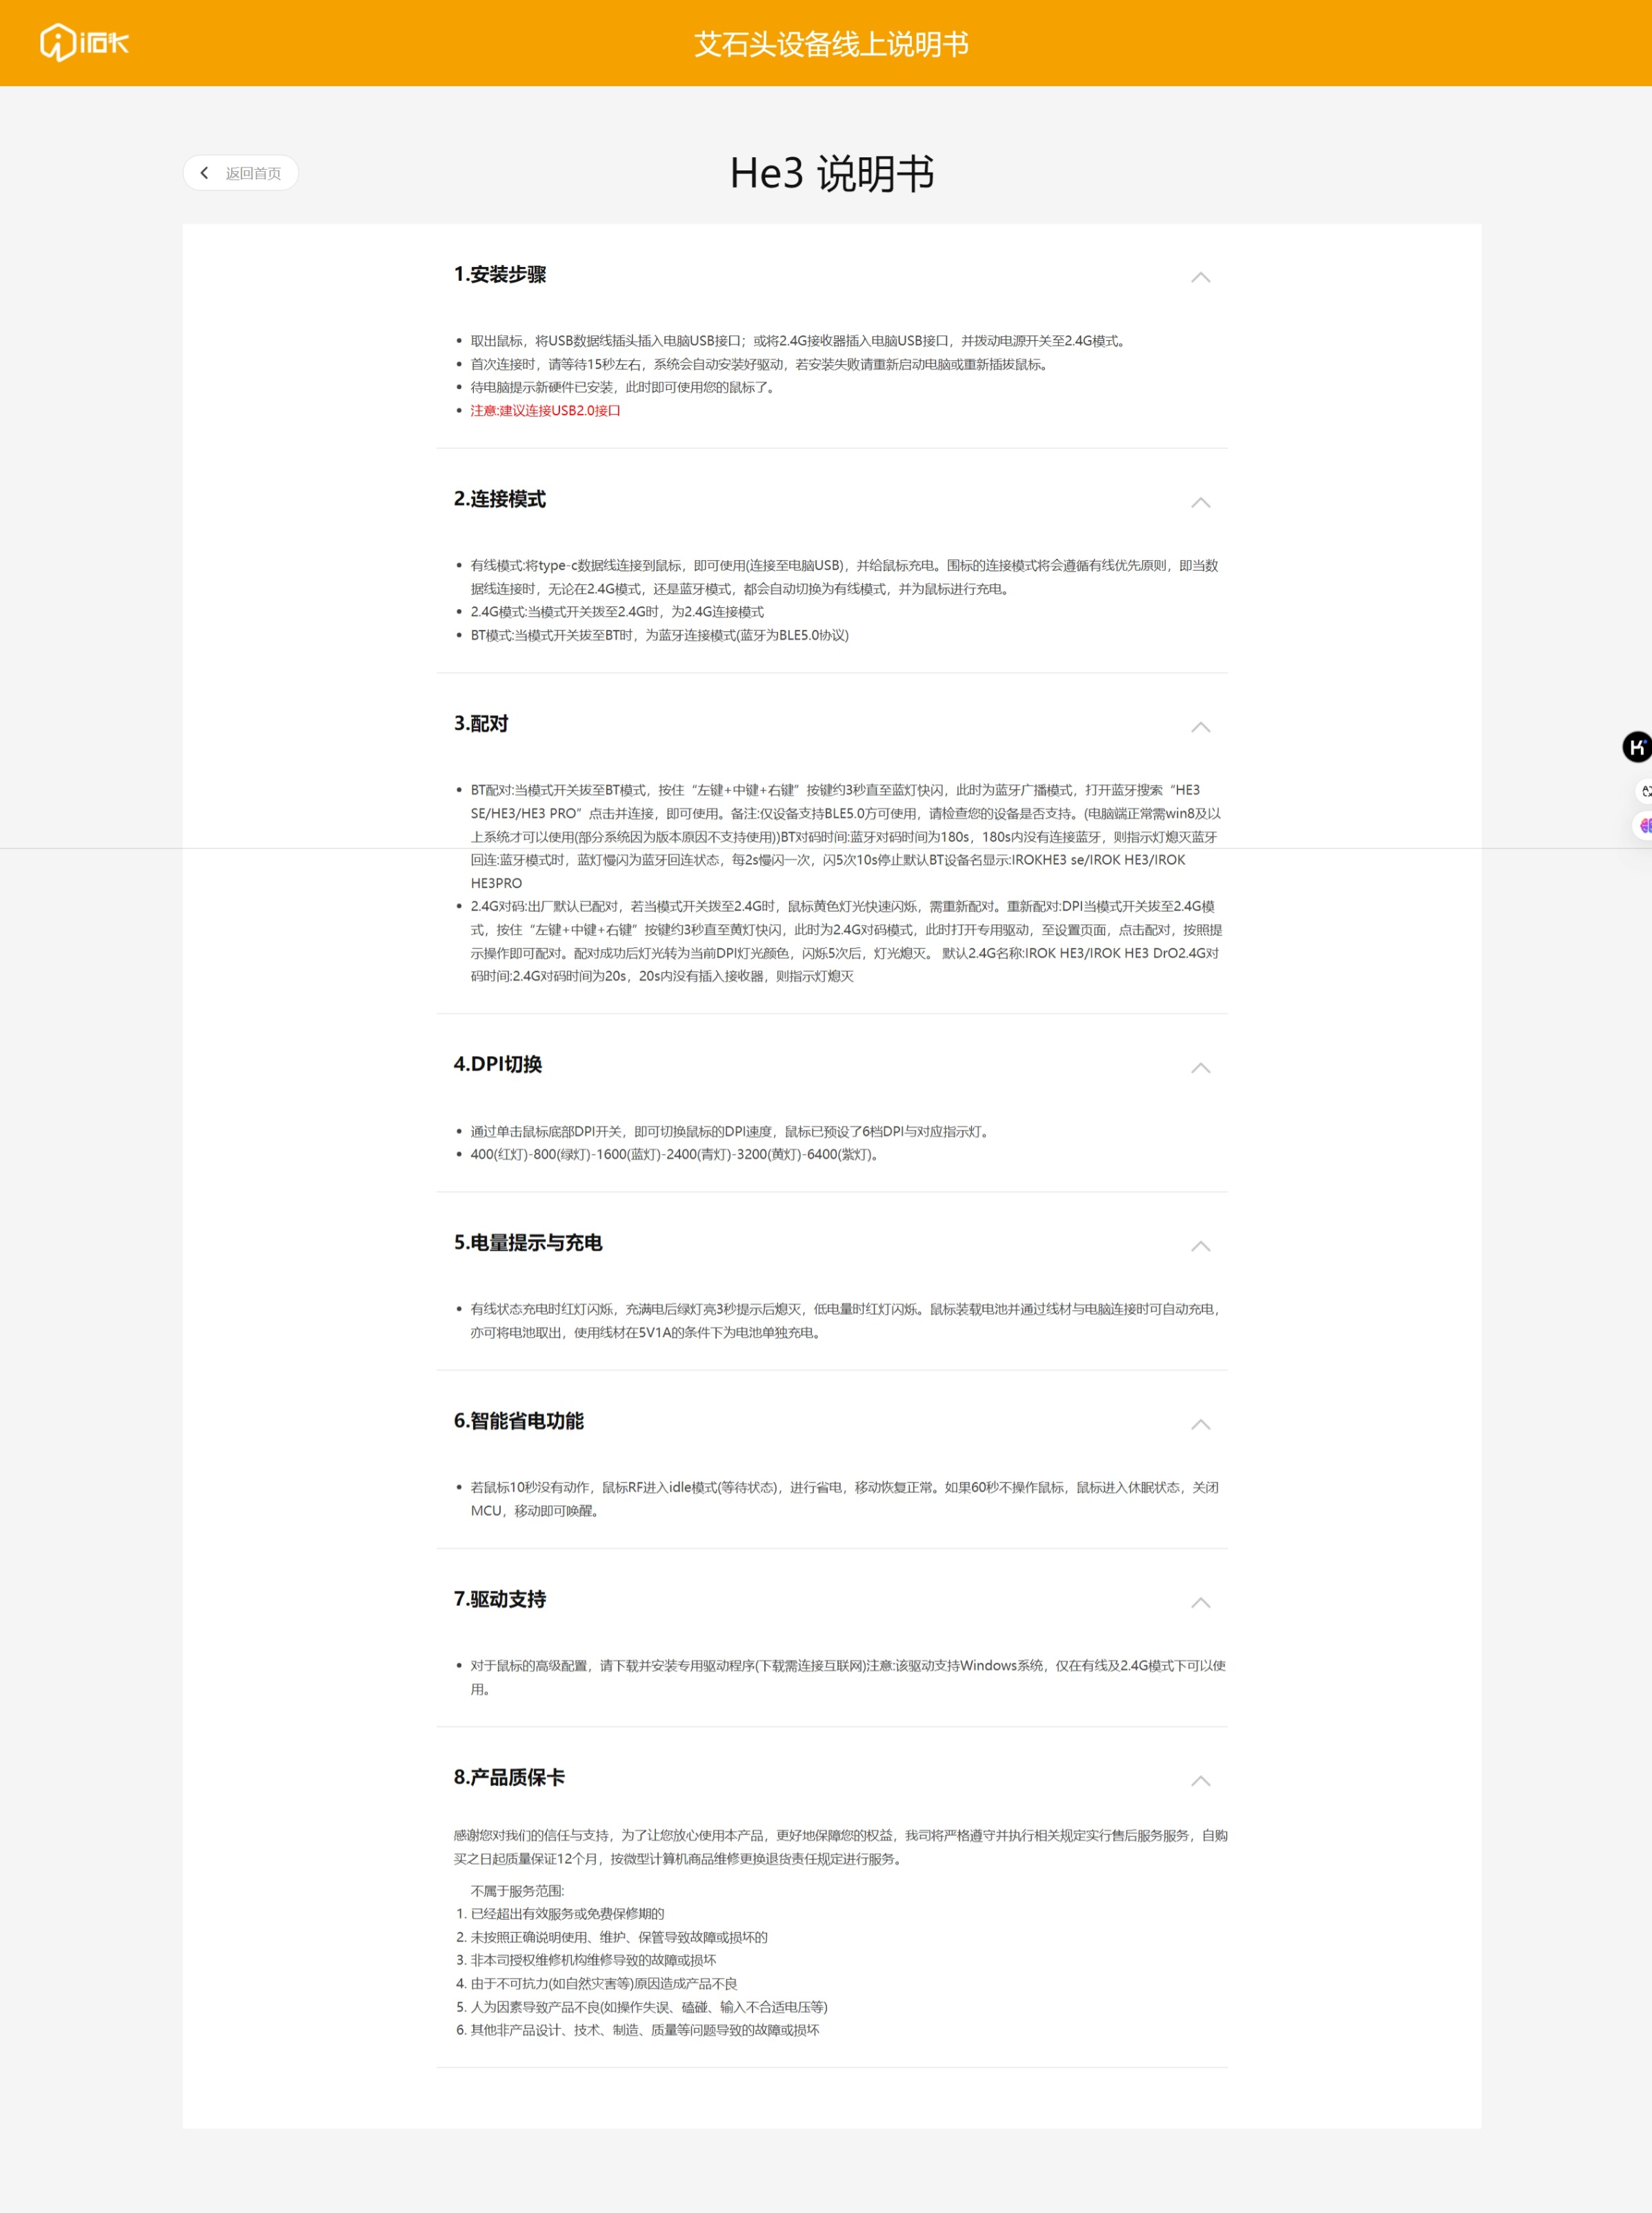 艾石头设备线上说明书
返回首页
He3 说明书
1.安装步骤
取出鼠标，将USB数据线插头插入电脑USB接口；或将2.4G接收器插入电脑USB接口，并拨动电源开关至2.4G模式。
首次连接时，请等待15秒左右，系统会自动安装好驱动，若安装失败请重新启动电脑或重新插拔鼠标。
待电脑提示新硬件已安装，此时即可使用您的鼠标了。
注意:建议连接USB2.0接口
2.连接模式
有线模式:将type-c数据线连接到鼠标，即可使用(连接至电脑USB)，并给鼠标充电。围标的连接模式将会遵循有线优先原则，即当数
据线连接时，无论在2.4G模式，还是蓝牙模式，都会自动切换为有线模式，并为鼠标进行充电。
2.4G模式:当模式开关拨至2.4G时，为2.4G连接模式
BT模式:当模式开关拔至BT时，为蓝牙连接模式(蓝牙为BLE5.0协议)
3.配对
BT配对:当模式开关拔至BT模式，按住“左键+中键+右键”按键约3秒直至蓝灯快闪，此时为蓝牙广播模式，打开蓝牙搜索“HE3
SE/HE3/HE3 PRO”点击并连接，即可使用。备注:仅设备支持BLE5.0方可使用，请检查您的设备是否支持。(电脑端正常需win8及以
上系统才可以使用(部分系统因为版本原因不支持使用))BT对码时间:蓝牙对码时间为180s，180s内没有连接蓝牙，则指示灯熄灭蓝牙
回连:蓝牙模式时，蓝灯慢闪为蓝牙回连状态，每2s慢闪一次，闪5次10s停止默认BT设备名显示:IROKHE3 se/IROK HE3/IROK
HE3PRO
2.4G对码:出厂默认已配对，若当模式开关拨至2.4G时，鼠标黄色灯光快速闪烁，需重新配对。重新配对:DPI当模式开关拔至2.4G模
式，按住“左键+中键+右键”按键约3秒直至黄灯快闪，此时为2.4G对码模式，此时打开专用驱动，至设置页面，点击配对，按照提
示操作即可配对。配对成功后灯光转为当前DPI灯光颜色，闪烁5次后，灯光熄灭。 默认2.4G名称:IROK HE3/IROK HE3 DrO2.4G对
码时间:2.4G对码时间为20s，20s内没有插入接收器，则指示灯熄灭
4.DPI切换
通过单击鼠标底部DPI开关，即可切换鼠标的DPI速度，鼠标已预设了6档DPI与对应指示灯。
400(红灯)-800(绿灯)-1600(蓝灯)-2400(青灯)-3200(黄灯)-6400(紫灯)。
5.电量提示与充电
有线状态充电时红灯闪烁，充满电后绿灯亮3秒提示后熄灭，低电量时红灯闪烁。鼠标装载电池并通过线材与电脑连接时可自动充电，
亦可将电池取出，使用线材在5V1A的条件下为电池单独充电。
6.智能省电功能
若鼠标10秒没有动作，鼠标RF进入idle模式(等待状态)，进行省电，移动恢复正常。如果60秒不操作鼠标，鼠标进入休眠状态，关闭
MCU，移动即可唤醒。
7.驱动支持
对于鼠标的高级配置，请下载并安装专用驱动程序(下载需连接互联网)注意:该驱动支持Windows系统，仅在有线及2.4G模式下可以使
用。
8.产品质保卡
感谢您对我们的信任与支持，为了让您放心使用本产品，更好地保障您的权益，我司将严格遵守并执行相关规定实行售后服务服务，自购
买之日起质量保证12个月，按微型计算机商品维修更换退货责任规定进行服务。
不属于服务范围:
1. 已经超出有效服务或免费保修期的
2. 未按照正确说明使用、维护、保管导致故障或损坏的
3. 非本司授权维修机构维修导致的故障或损坏
4. 由于不可抗力(如自然灾害等)原因造成产品不良
5. 人为因素导致产品不良(如操作失误、磕碰、输入不合适电压等)
6. 其他非产品设计、技术、制造、质量等问题导致的故障或损坏